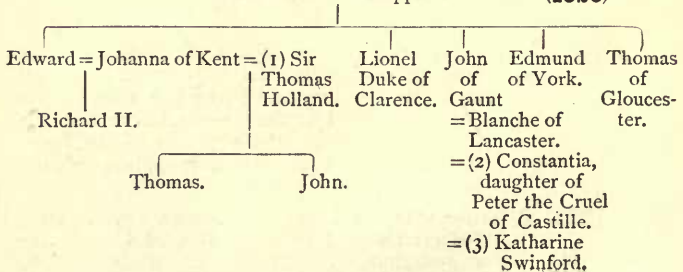 Edward = Johanna of Kent = (1) Sir Thomas Holland.
Lionel Duke of Clarence.
John of Gaunt
= Blanche of Lancaster.
= (2) Constantia, daughter of Peter the Cruel of Castille.
= (3) Katharine Swinford.
Edmund of York.
Thomas of Glouces-
ter.
Richard II.
Thomas.
John.